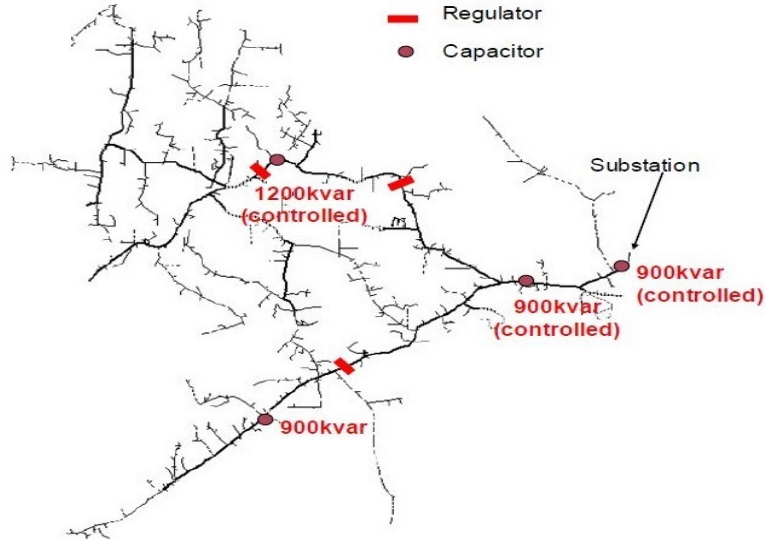 Regulator
Capacitor
Substation
1200kvar
(controlled)
900kvar
(controlled)
900kvar
(controlled)
900kvar